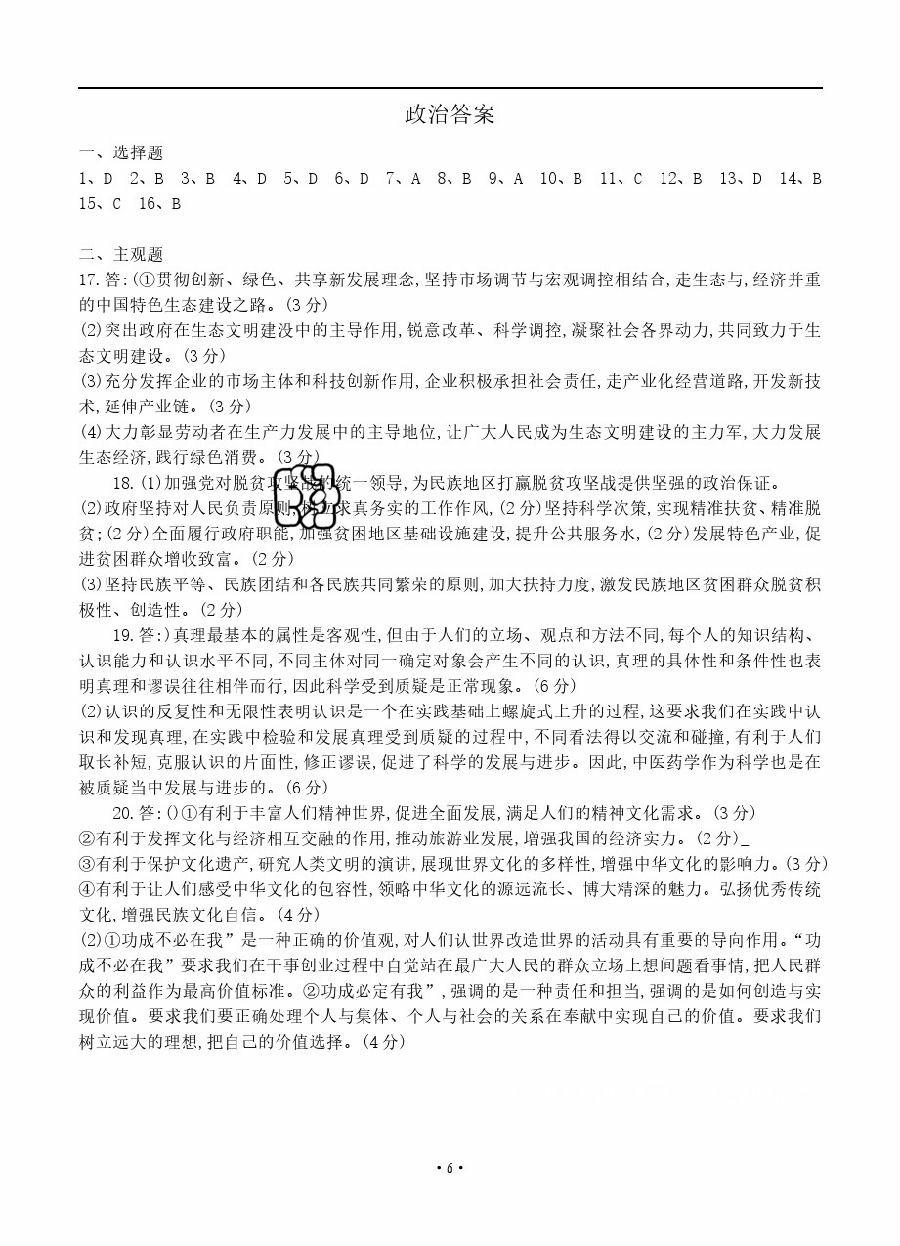 政治答案
一、选择题
1、D 2、B 3、B 4、D 5、D 6、D 7、A 8、B 9、A 10、B 11、C 12、B 13、D 14、B
15、C 16、B
二、主观题
17.答:(①贯彻创新、绿色、共享新发展理念,坚持市场调节与宏观调控相结合,走生态与,经济并重
的中国特色生态建设之路。(3分)
(2)突出政府在生态文明建没中的主导作用,锐意改革、科学调控,凝聚社会各界动力,共同致力于生
态文明建设。(3分)
(3)充分发挥企业的市场主体和科技创新作用,企业积极承担社会责任,走产业化经营道路,开发新技
术,延伸产业链。(3分)
(4)大力彰显劳动者在生产力发展中的主导地位,让广大人民成为生态文明建设的主力军,大力发展
生态经济,践行绿色消费。(3分)
18.(1)加强党对脱贫攻坚战的统一领导,为民族地区打赢脱贫攻坚战提供坚强的政治保证。
(2)政府坚持对人民负责原则,求真务实的工作作风,(2分)坚持科学次策,实现精准扶贫、精准脱
贫;(2分)全面履行政府职能,加强贫困地区基础设施建设,提升公共服务水,(2分)发展特色产业,促
进贫困群众增收致富。(2分)
(3)坚持民族平等、民族团结和各民族共同繁荣的原则,加大扶持力度,激发民族地区贫困群众脱贫积
极性、创造性。(2分)
19.答:)真理最基本的属性是客观性,但由于人们的立场、观点和方法不同,每个人的知识结构、
认识能力和认识水平不同,不同主休对同一确定对象会产生不同的认识,真理的具休性和条件性也表
明真理和谬误往往相伴而行,因此科学受到质疑是正常现象。(6分)
(2)认识的反复性和无限性表明认识是一个在实践基础上螺旋式上升的过程,这要求我们在实践中认
识和发现真理,在实践中检验和发展真理受到质疑的过程中,不同看法得以交流和碰撞,有利于人们
取长补短,克服认识的片面性,修正谬误,促进了科学的发展与进步。因此,中医药学作为科学也是在
被质疑当中发展与进步的。(6分)
20.答:()①有利于丰富人们精神世界,促进全面发展,满足人们的精神文化需求。(3分)
②有利于发挥文化与经济相互交融的作用,推动旅游业发展,增强我国的经济实力。(2分)_
③有利于保护文化遗产,研究人类文明的演讲,展现世界文化的多样性,增强中华文化的影响力。(3分)
④有利于让人们感受中华文化的包容性,领略中华文化的源远流长、博大精深的魅力。弘扬优秀传统
文化,增强民族文化自信。(4分)
(2)①功成不必在我”是一种正确的价值观,对人们认世界改造世界的活动具有重要的导向作用。“功
成不必在我”要求我们在干事创业过程中自觉站在最广大人民的群众立场上想间题看事情,把人民群
众的利益作为最高价值标准。②功成必定有我”,强调的是一种责任和担当,强调的是如何创造与实
现价值。要求我们要正确处理个人与集体、个人与社会的关系在奉献中实现自己的价值。要求我们
树立远大的理想,把自己的价值选择。(4分)
·6·